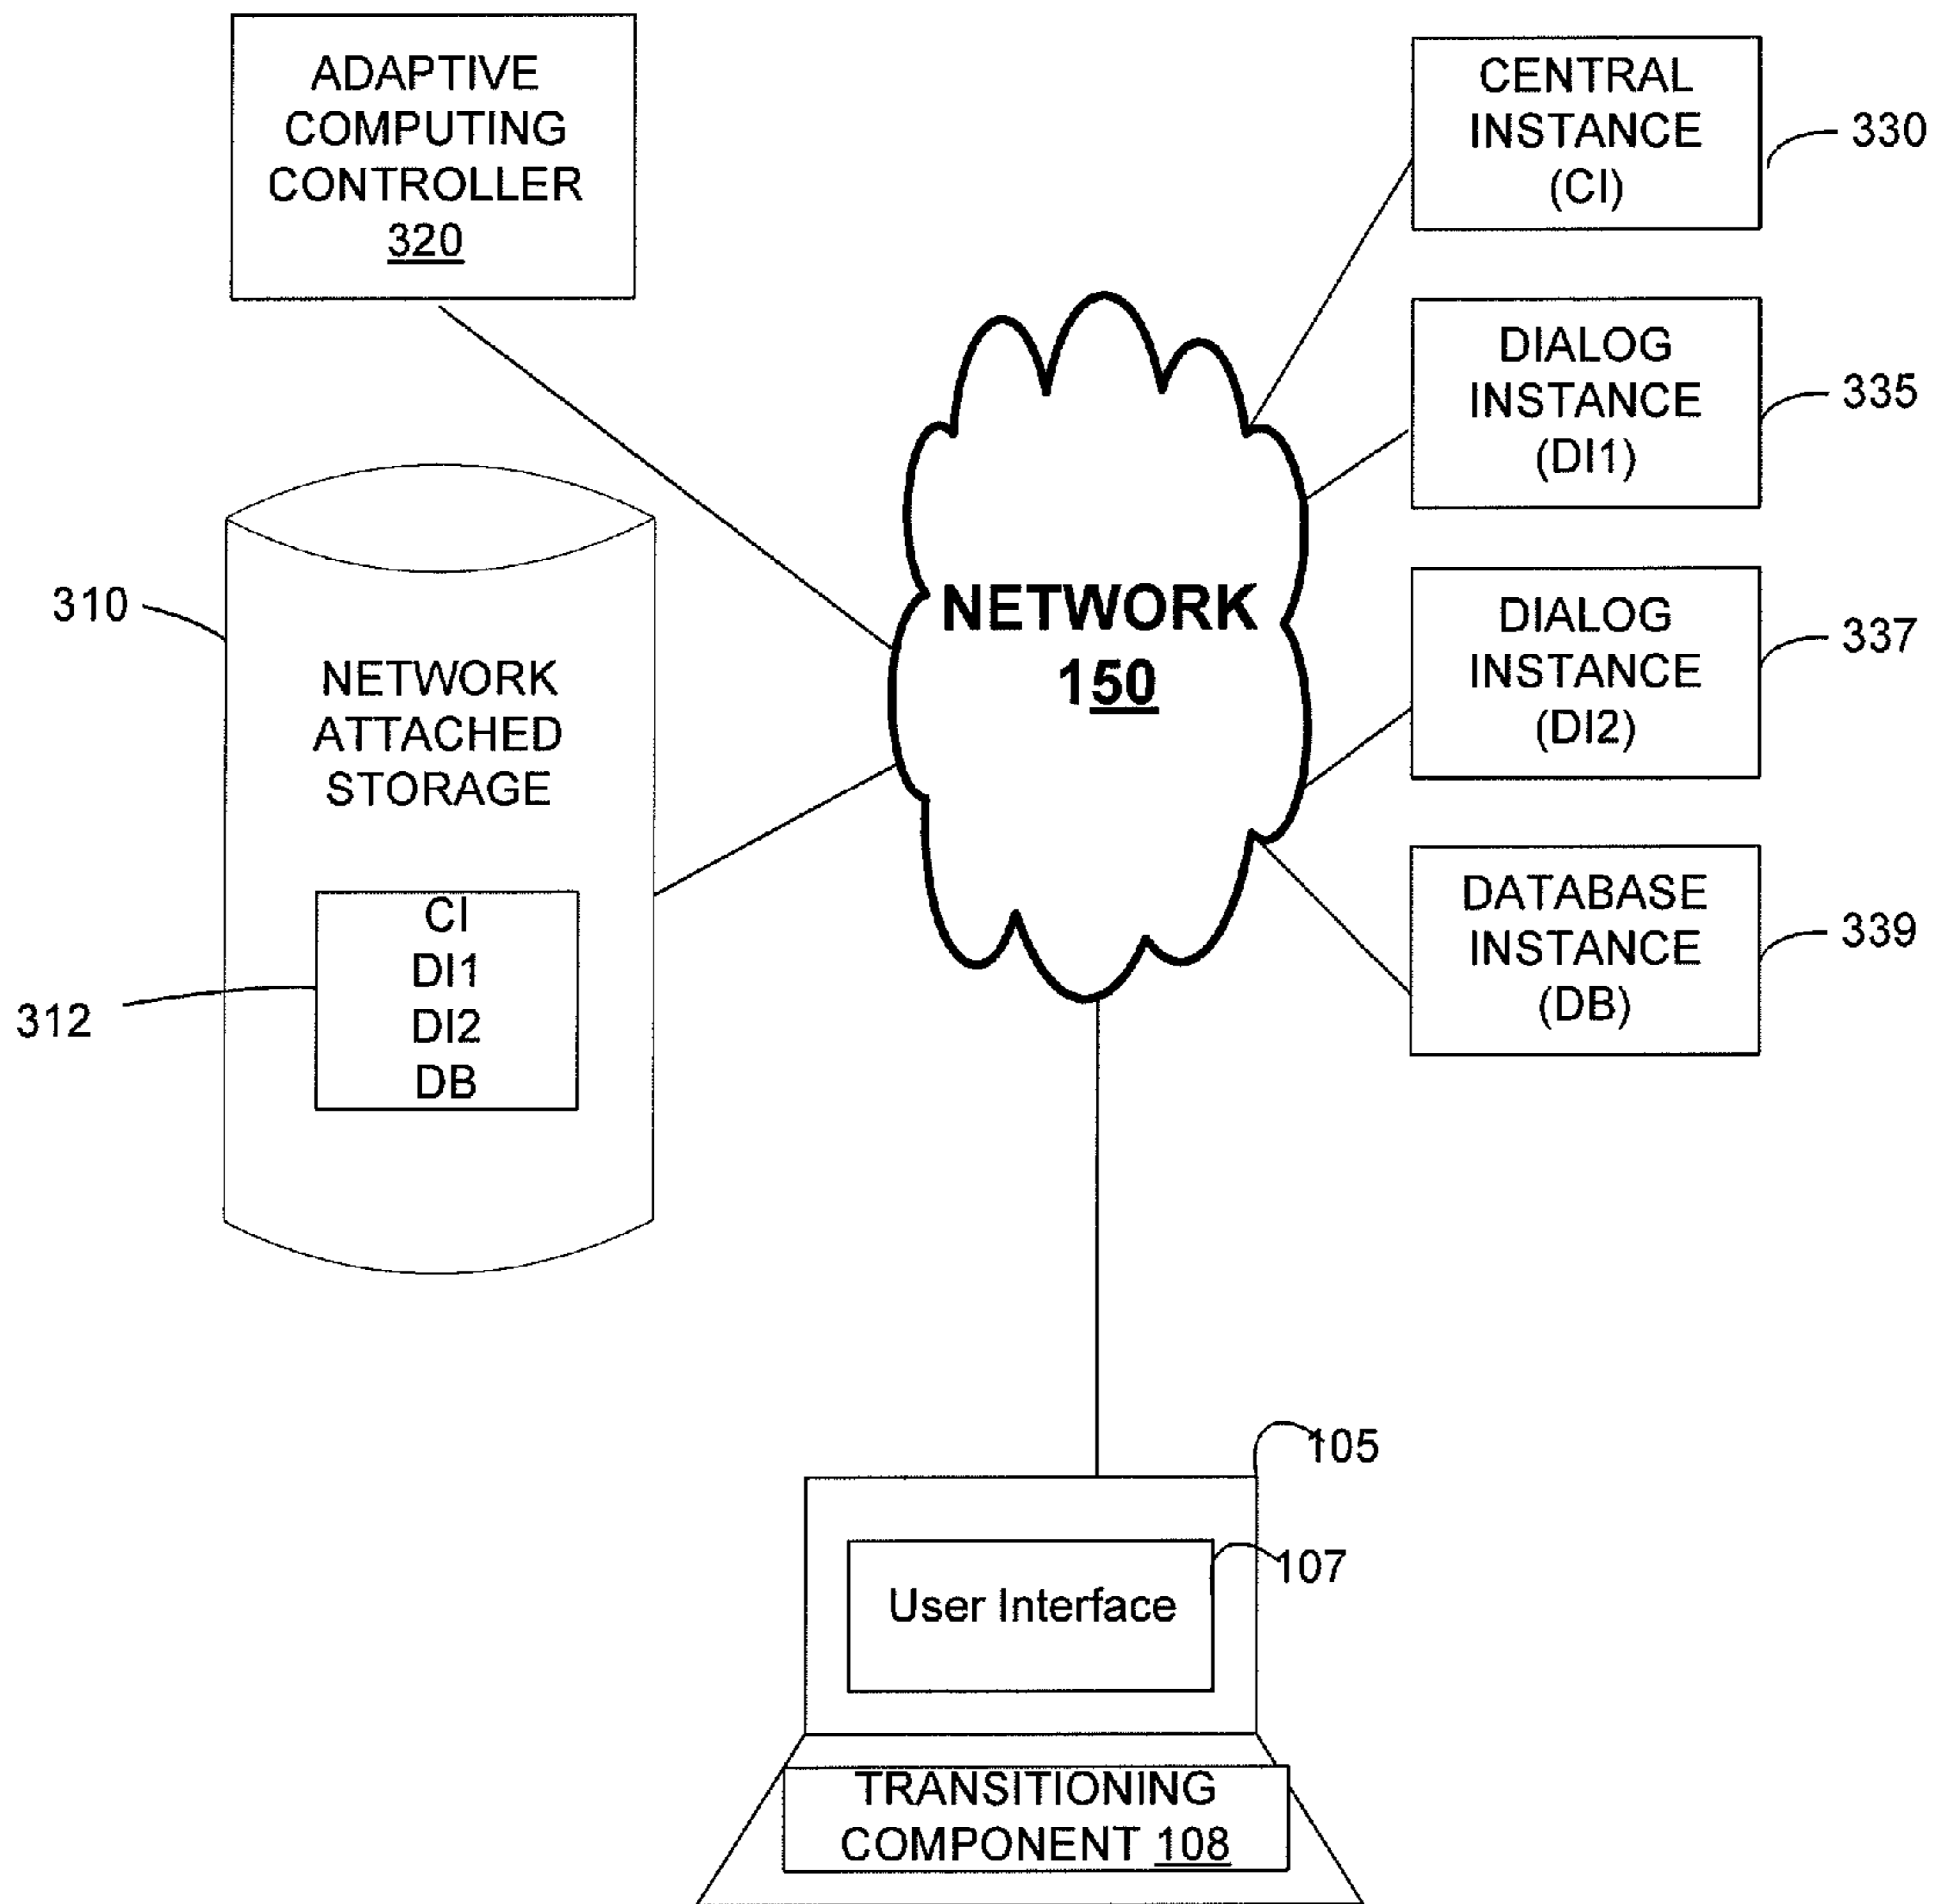 ADAPTIVE
COMPUTING
CONTROLLER
320
CENTRAL
INSTANCE
(CI)
330
DIALOG
INSTANCE
(DI1)
335
310
NETWORK
ATTACHED
STORAGE
CI
DI1
DI2
DB
312
NETWORK
150
DIALOG
INSTANCE
(DI2)
337
DATABASE
INSTANCE
(DB)
339
105
User Interface
107
TRANSITIONING
COMPONENT 108